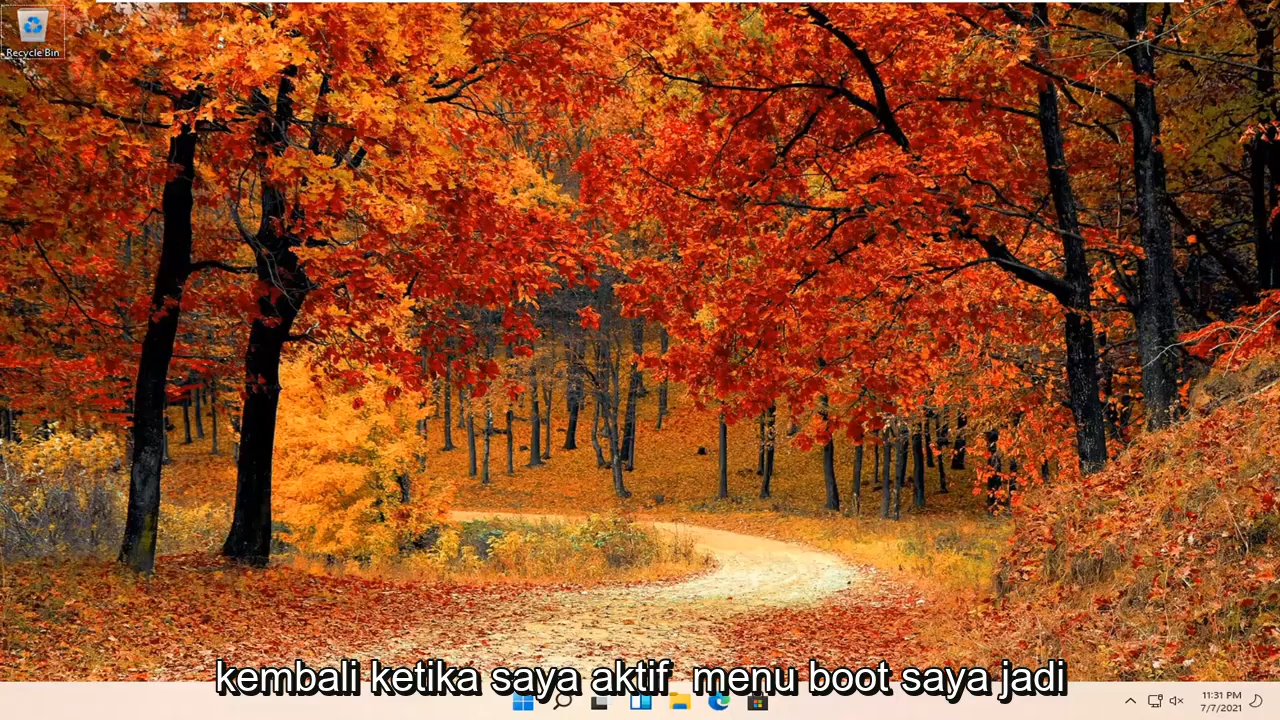 Recycle Bin
kembali ketika saya aktif  menu boot saya jadi
11:31 PM
7/7/2021